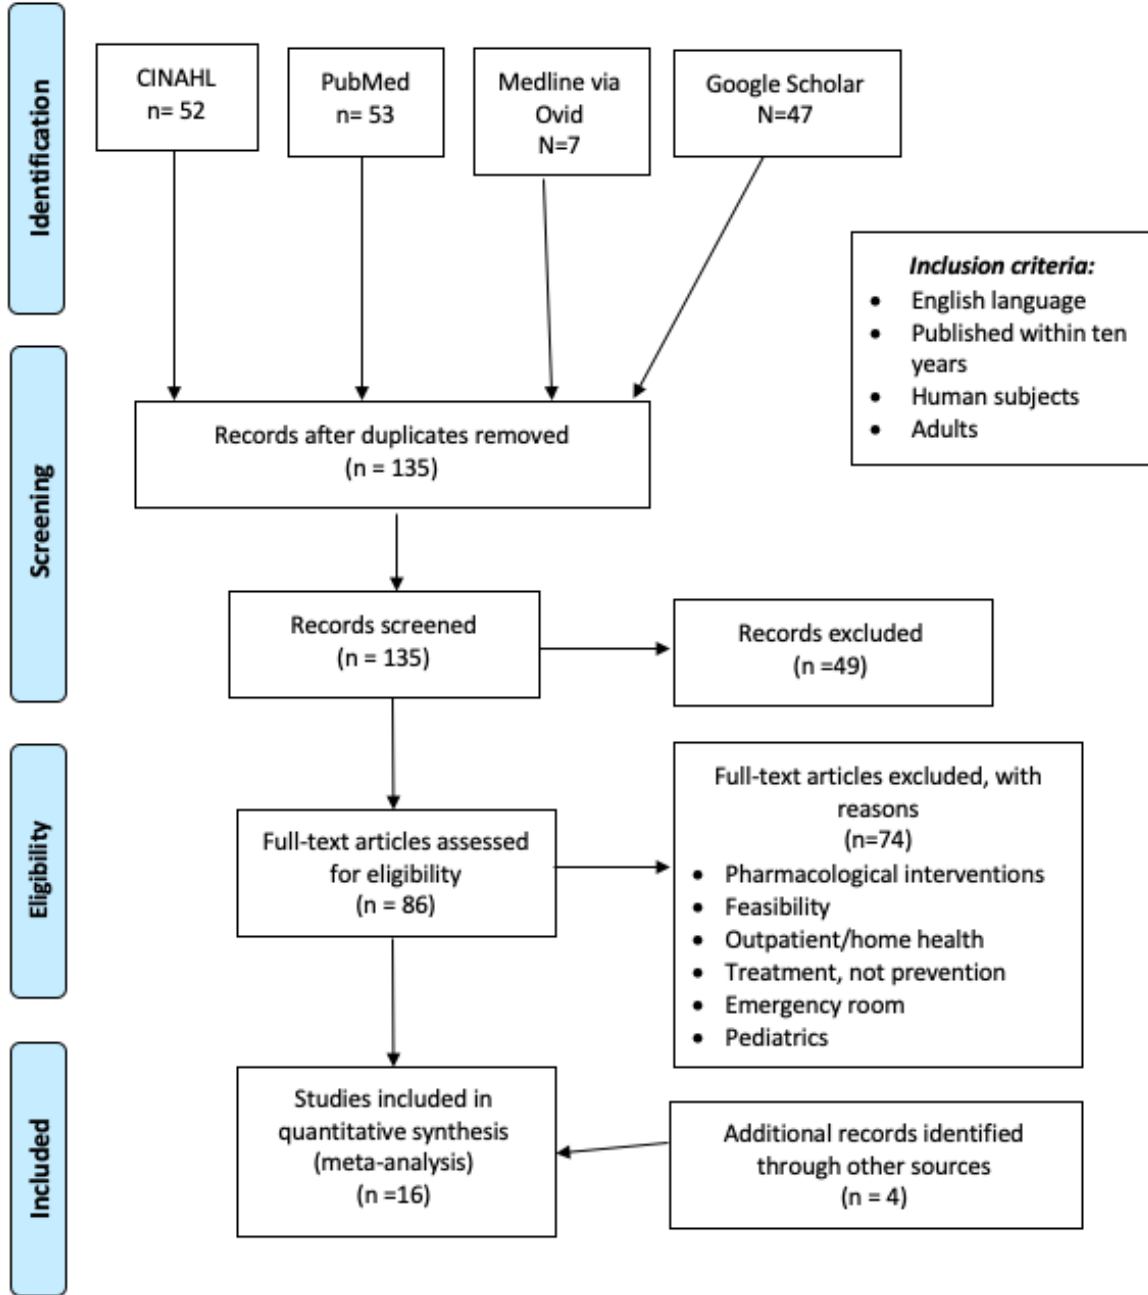 Identification
CINAHL
n= 52
PubMed
n= 53
Medline via
Ovid
N=7
Google Scholar
N=47
Inclusion criteria:
• English language
• Published within ten
years
• Human subjects
• Adults
Screening
Records after duplicates removed
(n = 135)
Records screened
(n = 135)
Records excluded
(n =49)
Eligibility
Full-text articles assessed
for eligibility
(n = 86)
Full-text articles excluded, with
reasons
(n=74)
• Pharmacological interventions
• Feasibility
• Outpatient/home health
• Treatment, not prevention
• Emergency room
• Pediatrics
Included
Studies included in
quantitative synthesis
(meta-analysis)
(n =16)
Additional records identified
through other sources
(n = 4)